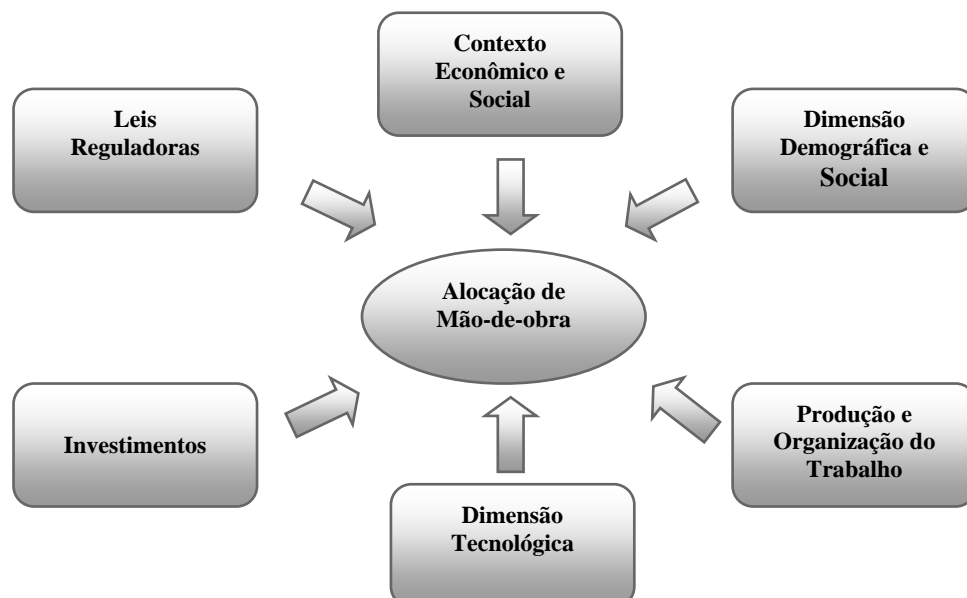 Contexto
Econômico e
Social
Leis
Reguladoras
Dimensão
Demográfica e
Social
Alocação de
Mão-de-obra
Investimentos
Produção e
Organização do
Trabalho
Dimensão
Tecnológica